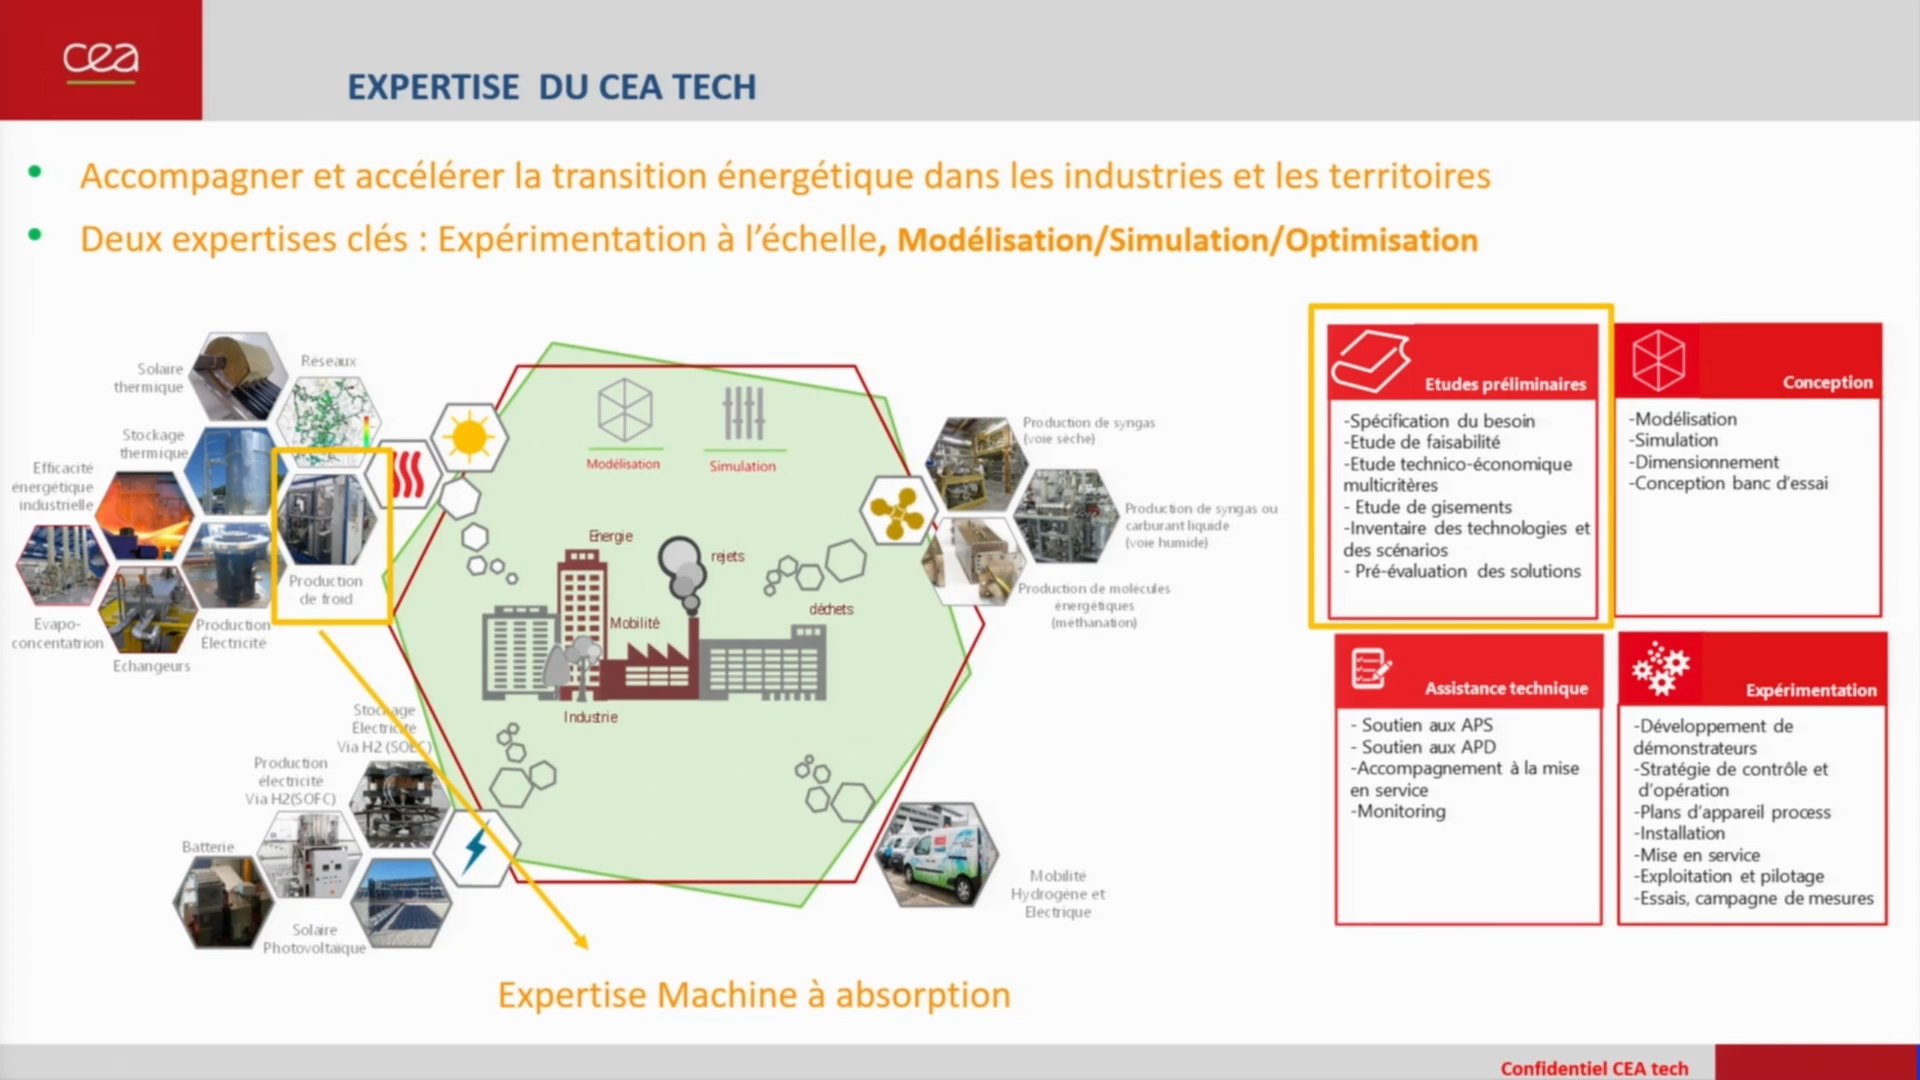 cea
EXPERTISE DU CEA TECH
• Accompagner et accélérer la transition énergétique dans les industries et les territoires
• Deux expertises clés : Expérimentation à l'échelle, Modélisation/Simulation/Optimisation
Solaire
thermique
Réseaux
Stockage
thermique
Efficacité
énergétique
industrielle
Production
de froid
Evapo-
concentatrion
Production
Électricité
Echangeurs
Modélisation
Simulation
Energie
rejets
Mobilité
déchets
Industrie
Production de syngas
(voie sèche)
Production de syngas ou
carburant liquide
(voie humide)
Production de molécules
énergétiques
(méthanation)
Stockage
Électricité
Via H2 (SOEC)
Production
électricité
Via H2(SOFC)
Batterie
Solaire
Photovoltaïque
Mobilité
Hydrogène et
Electrique
Expertise Machine à absorption
Etudes préliminaires
-Spécification du besoin
-Etude de faisabilité
-Etude technico-économique
multicritères
- Etude de gisements
-Inventaire des technologies et
des scénarios
- Pré-évaluation des solutions
Conception
-Modélisation
-Simulation
-Dimensionnement
-Conception banc d'essai
Assistance technique
- Soutien aux APS
- Soutien aux APD
-Accompagnement à la mise
en service
-Monitoring
Expérimentation
-Développement de
démonstrateurs
-Stratégie de contrôle et
d'opération
-Plans d'appareil process
-Installation
-Mise en service
-Exploitation et pilotage
-Essais, campagne de mesures
Confidentiel CEA tech